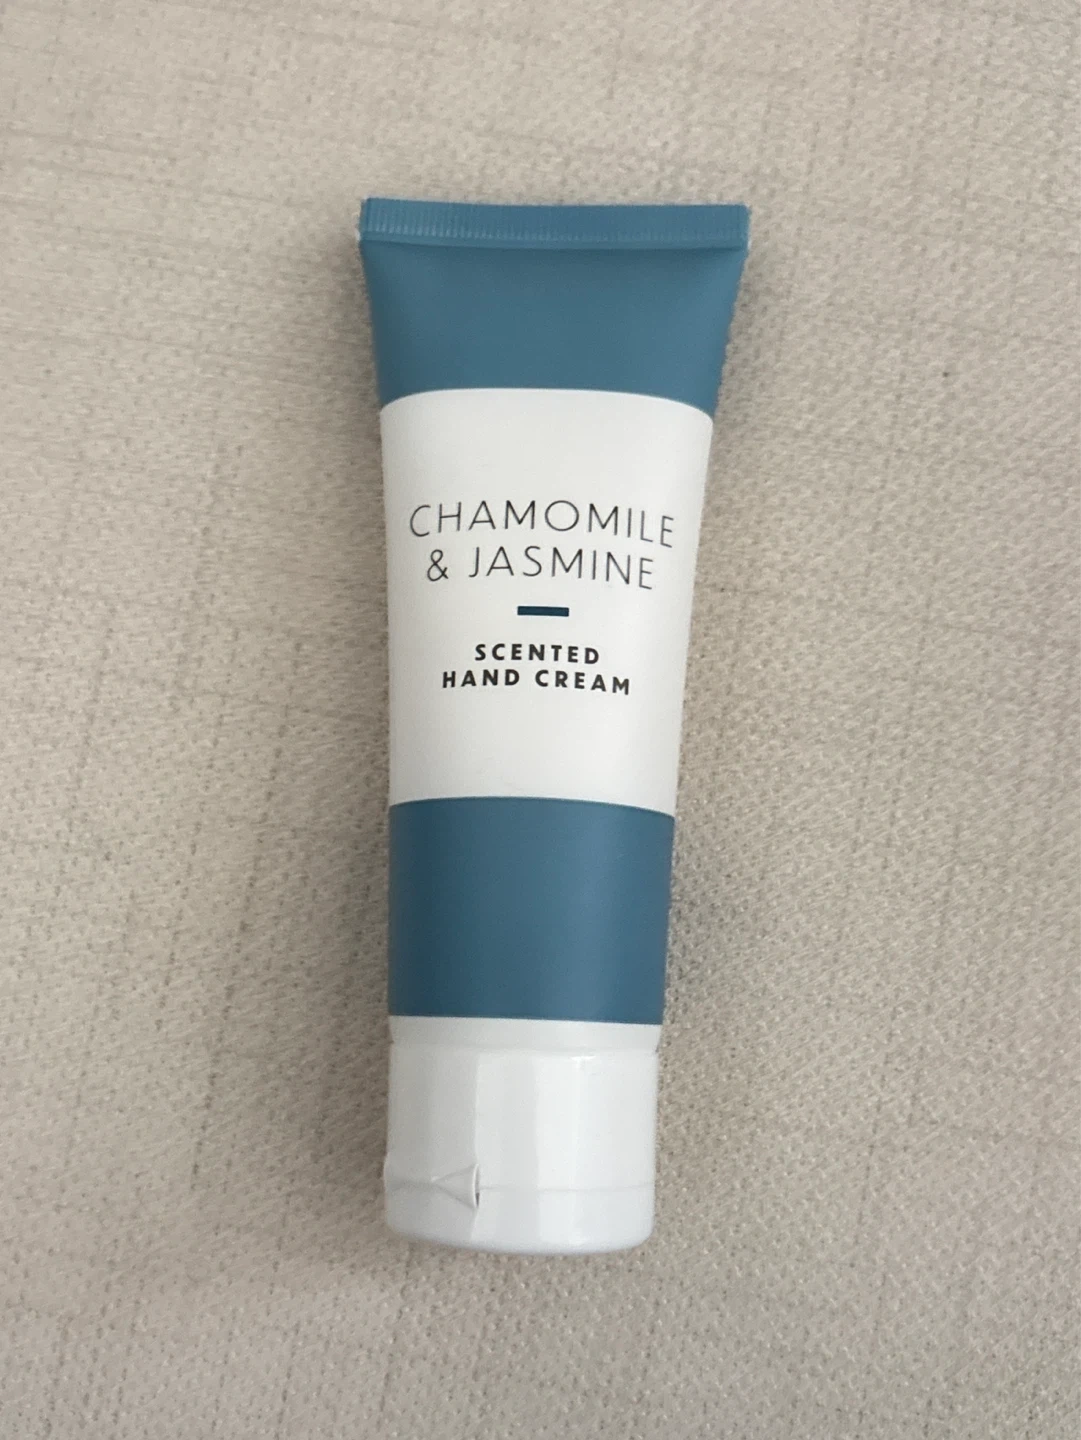 CHAMOMILE
& JASMINE
SCENTED
HAND CREAM